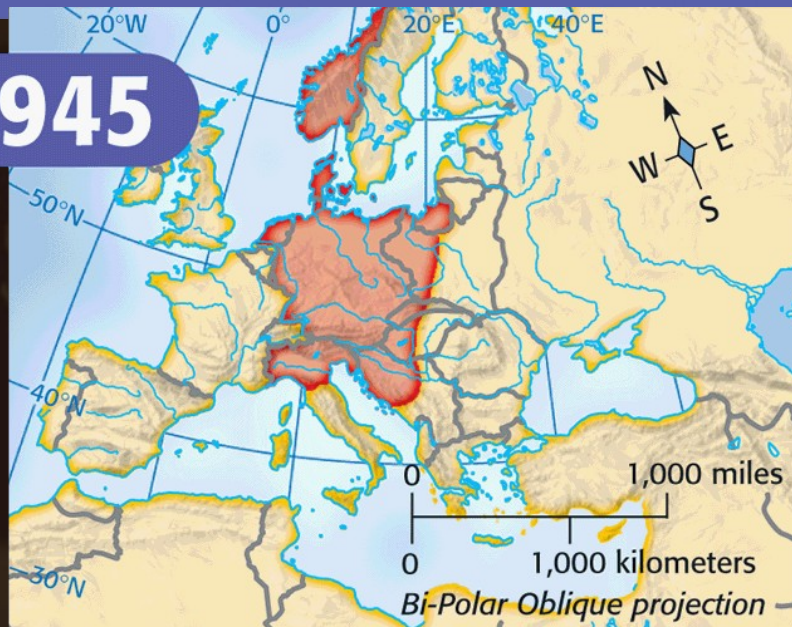 20°W 0° 20°E 40°E
945
N
W E
S
50°N
40°N
0 1,000 miles
0 1,000 kilometers
30°N
Bi-Polar Oblique projection